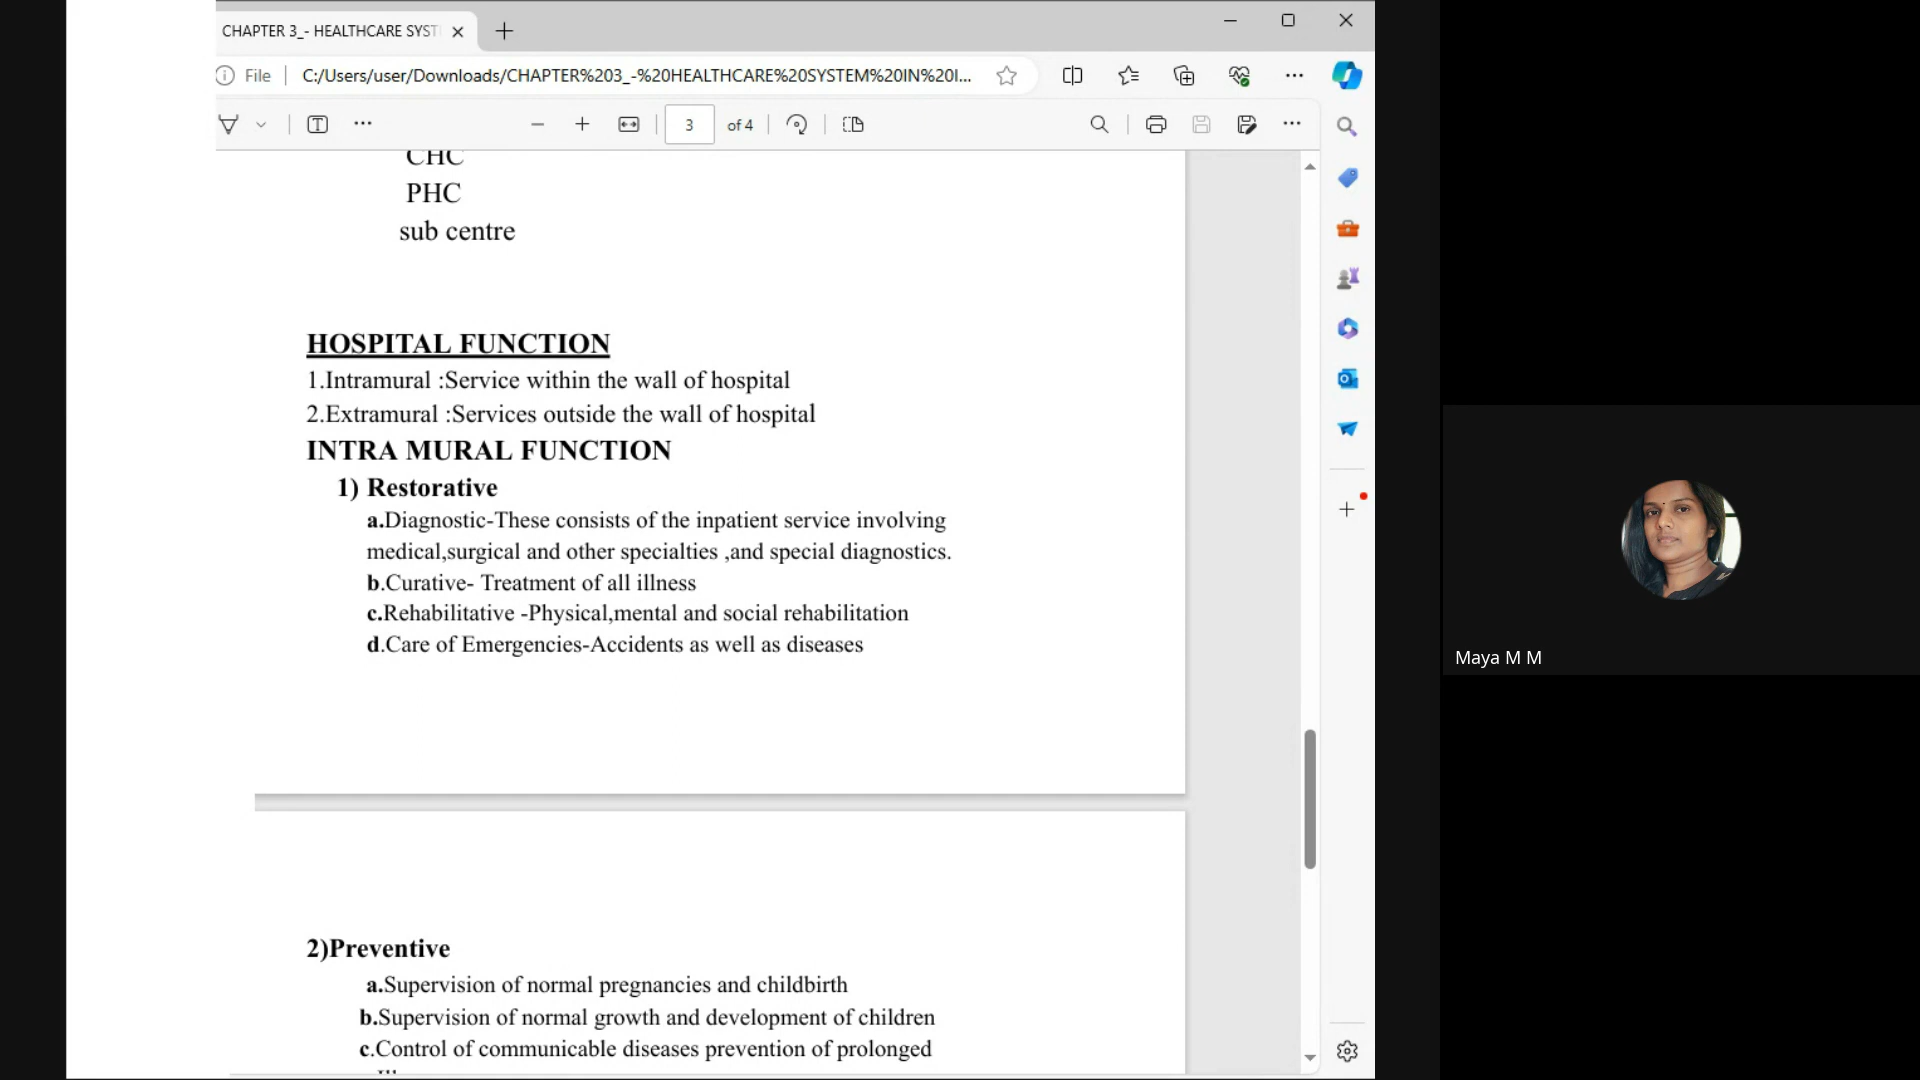 CHAPTER 3_- HEALTHCARE SYST
File
C:/Users/user/Downloads/CHAPTER%203_-%20HEALTHCARE%20SYSTEM%20IN%20I...
3 of 4
CHC
PHC
sub centre
HOSPITAL FUNCTION
1.Intramural :Service within the wall of hospital
2.Extramural :Services outside the wall of hospital
INTRA MURAL FUNCTION
1) Restorative
a.Diagnostic-These consists of the inpatient service involving
medical,surgical and other specialties ,and special diagnostics.
b.Curative- Treatment of all illness
c.Rehabilitative -Physical,mental and social rehabilitation
d.Care of Emergencies-Accidents as well as diseases
2)Preventive
a.Supervision of normal pregnancies and childbirth
b.Supervision of normal growth and development of children
c.Control of communicable diseases prevention of prolonged
Maya M M